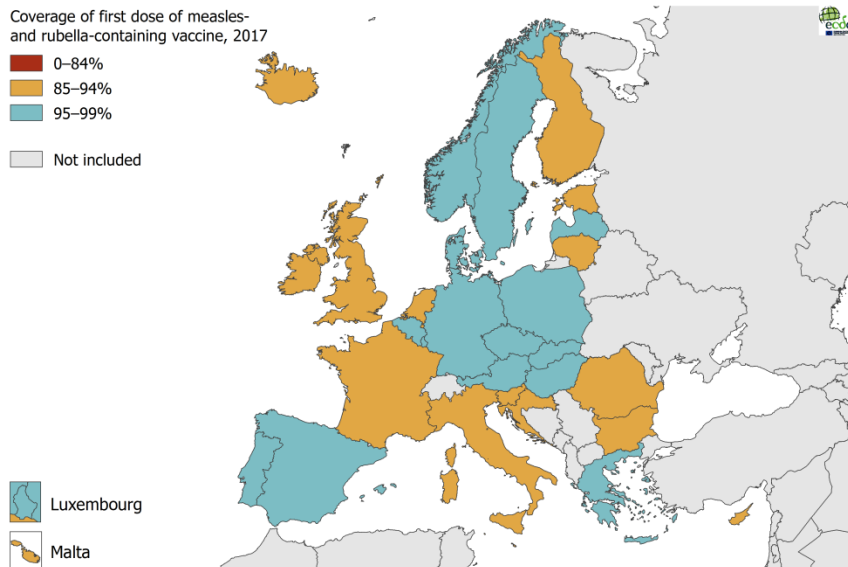 Coverage of first dose of measles-
and rubella-containing vaccine, 2017
0–84%
85–94%
95–99%
Not included
Luxembourg
Malta